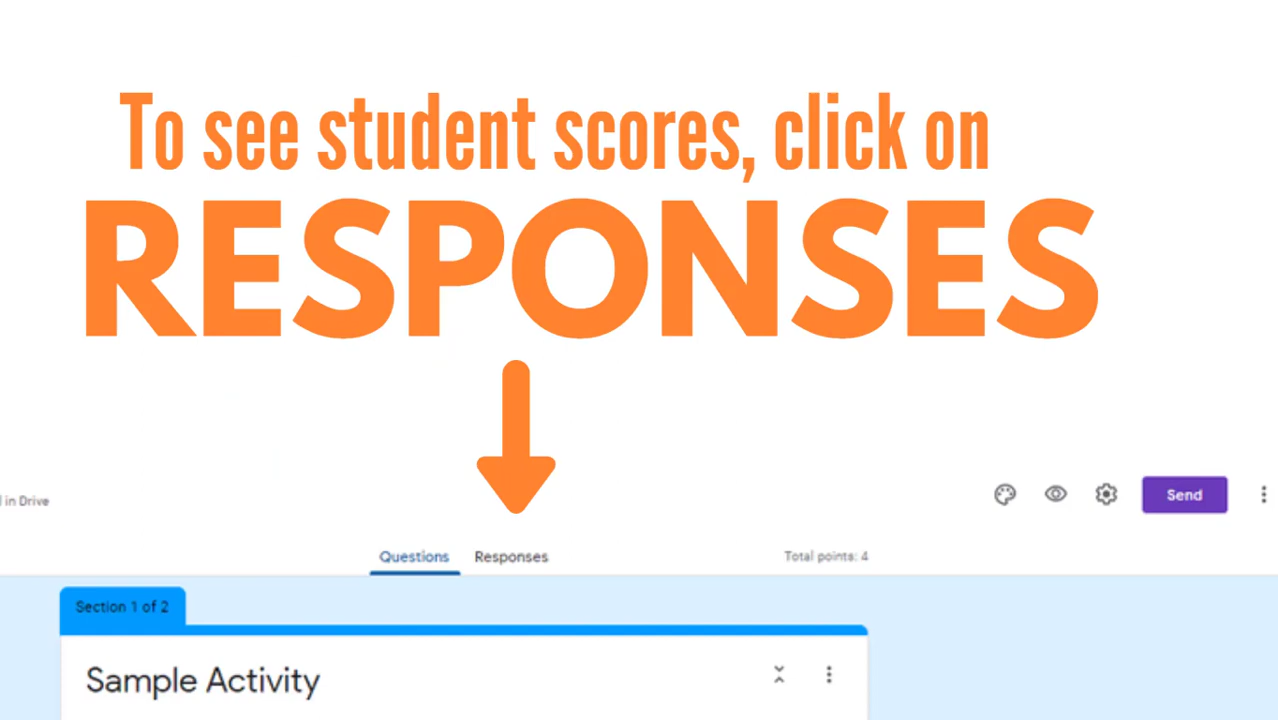 To see student scores, click on
RESPONSES
in Drive
Send
Questions Responses Total points: 4
Section 1 of 2
Sample Activity